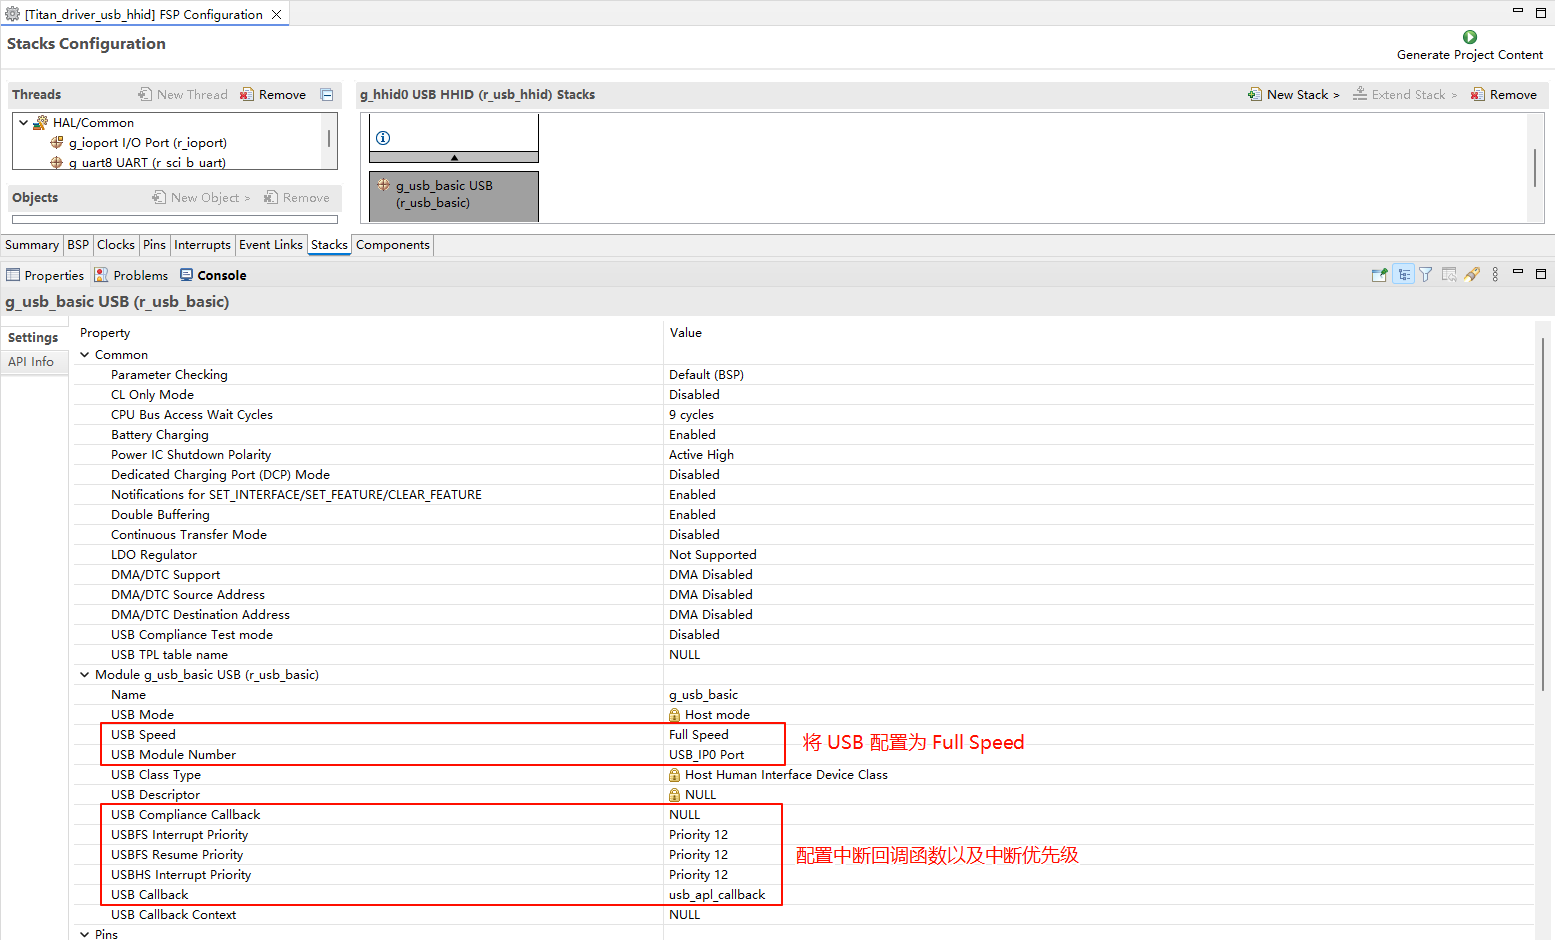 [Titan_driver_usb_hhid] FSP Configuration
Stacks Configuration
Generate Project Content
Threads New Thread Remove
g_hhid0 USB HHID (r_usb_hhid) Stacks New Stack > Extend Stack > Remove
HAL/Common
g_ioport I/O Port (r_ioport)
g_uart8 UART (r_sci_b_uart)
g_usb_basic USB
(r_usb_basic)
Objects New Object > Remove
Summary BSP Clocks Pins Interrupts Event Links Stacks Components
Properties Problems Console
g_usb_basic USB (r_usb_basic)
Settings
API Info
Property Value
Common
Parameter Checking Default (BSP)
CL Only Mode Disabled
CPU Bus Access Wait Cycles 9 cycles
Battery Charging Enabled
Power IC Shutdown Polarity Active High
Dedicated Charging Port (DCP) Mode Disabled
Notifications for SET_INTERFACE/SET_FEATURE/CLEAR_FEATURE Enabled
Double Buffering Enabled
Continuous Transfer Mode Disabled
LDO Regulator Not Supported
DMA/DTC Support DMA Disabled
DMA/DTC Source Address DMA Disabled
DMA/DTC Destination Address DMA Disabled
USB Compliance Test mode Disabled
USB TPL table name NULL
Module g_usb_basic USB (r_usb_basic)
Name g_usb_basic
USB Mode Host mode
USB Speed Full Speed
将 USB 配置为 Full Speed
USB Module Number USB_IP0 Port
USB Class Type Host Human Interface Device Class
USB Descriptor NULL
USB Compliance Callback NULL
USBFS Interrupt Priority Priority 12
USBFS Resume Priority Priority 12
配置中断回调函数以及中断优先级
USBHS Interrupt Priority Priority 12
USB Callback usb_apl_callback
USB Callback Context NULL
Pins